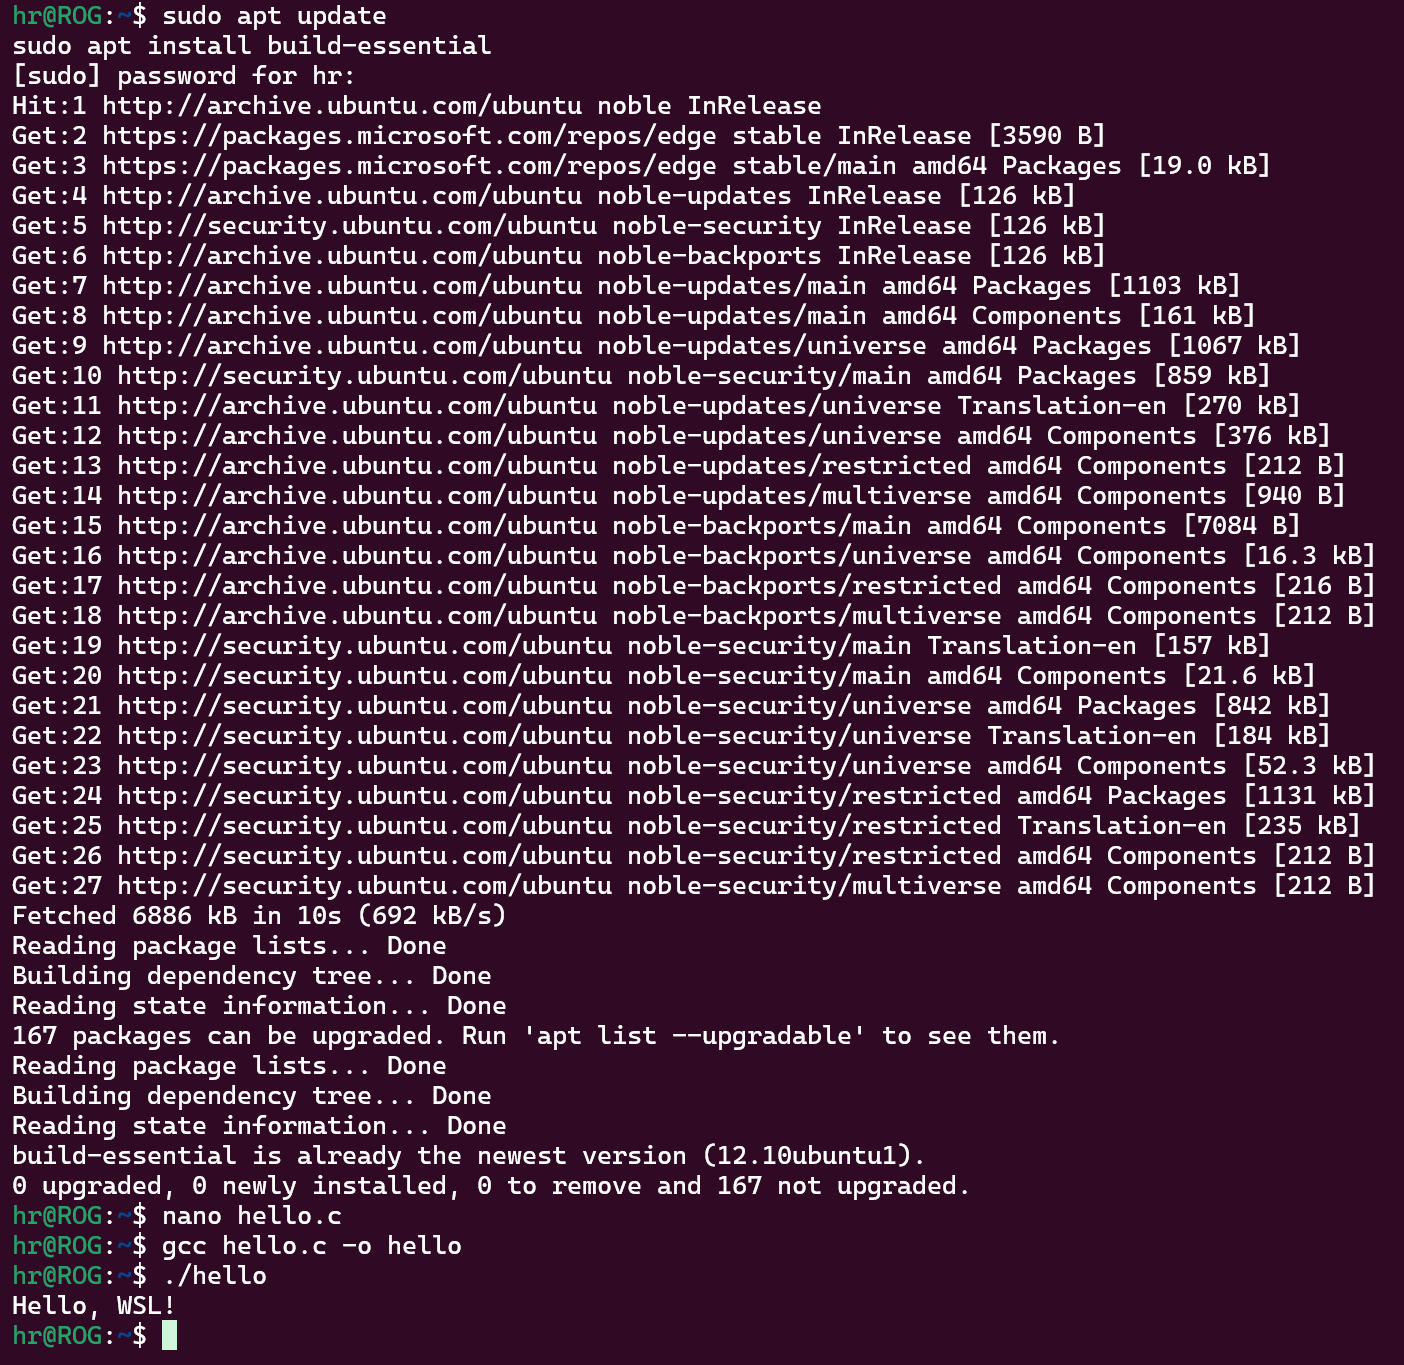 hr@ROG:~$ sudo apt update
sudo apt install build-essential
[sudo] password for hr:
Hit:1 http://archive.ubuntu.com/ubuntu noble InRelease
Get:2 https://packages.microsoft.com/repos/edge stable InRelease [3590 B]
Get:3 https://packages.microsoft.com/repos/edge stable/main amd64 Packages [19.0 kB]
Get:4 http://archive.ubuntu.com/ubuntu noble-updates InRelease [126 kB]
Get:5 http://security.ubuntu.com/ubuntu noble-security InRelease [126 kB]
Get:6 http://archive.ubuntu.com/ubuntu noble-backports InRelease [126 kB]
Get:7 http://archive.ubuntu.com/ubuntu noble-updates/main amd64 Packages [1103 kB]
Get:8 http://archive.ubuntu.com/ubuntu noble-updates/main amd64 Components [161 kB]
Get:9 http://archive.ubuntu.com/ubuntu noble-updates/universe amd64 Packages [1067 kB]
Get:10 http://security.ubuntu.com/ubuntu noble-security/main amd64 Packages [859 kB]
Get:11 http://archive.ubuntu.com/ubuntu noble-updates/universe Translation-en [270 kB]
Get:12 http://archive.ubuntu.com/ubuntu noble-updates/universe amd64 Components [376 kB]
Get:13 http://archive.ubuntu.com/ubuntu noble-updates/restricted amd64 Components [212 B]
Get:14 http://archive.ubuntu.com/ubuntu noble-updates/multiverse amd64 Components [940 B]
Get:15 http://archive.ubuntu.com/ubuntu noble-backports/main amd64 Components [7084 B]
Get:16 http://archive.ubuntu.com/ubuntu noble-backports/universe amd64 Components [16.3 kB]
Get:17 http://archive.ubuntu.com/ubuntu noble-backports/restricted amd64 Components [216 B]
Get:18 http://archive.ubuntu.com/ubuntu noble-backports/multiverse amd64 Components [212 B]
Get:19 http://security.ubuntu.com/ubuntu noble-security/main Translation-en [157 kB]
Get:20 http://security.ubuntu.com/ubuntu noble-security/main amd64 Components [21.6 kB]
Get:21 http://security.ubuntu.com/ubuntu noble-security/universe amd64 Packages [842 kB]
Get:22 http://security.ubuntu.com/ubuntu noble-security/universe Translation-en [184 kB]
Get:23 http://security.ubuntu.com/ubuntu noble-security/universe amd64 Components [52.3 kB]
Get:24 http://security.ubuntu.com/ubuntu noble-security/restricted amd64 Packages [1131 kB]
Get:25 http://security.ubuntu.com/ubuntu noble-security/restricted Translation-en [235 kB]
Get:26 http://security.ubuntu.com/ubuntu noble-security/restricted amd64 Components [212 B]
Get:27 http://security.ubuntu.com/ubuntu noble-security/multiverse amd64 Components [212 B]
Fetched 6886 kB in 10s (692 kB/s)
Reading package lists... Done
Building dependency tree... Done
Reading state information... Done
167 packages can be upgraded. Run 'apt list --upgradable' to see them.
Reading package lists... Done
Building dependency tree... Done
Reading state information... Done
build-essential is already the newest version (12.10ubuntu1).
0 upgraded, 0 newly installed, 0 to remove and 167 not upgraded.
hr@ROG:~$ nano hello.c
hr@ROG:~$ gcc hello.c -o hello
hr@ROG:~$ ./hello
Hello, WSL!
hr@ROG:~$